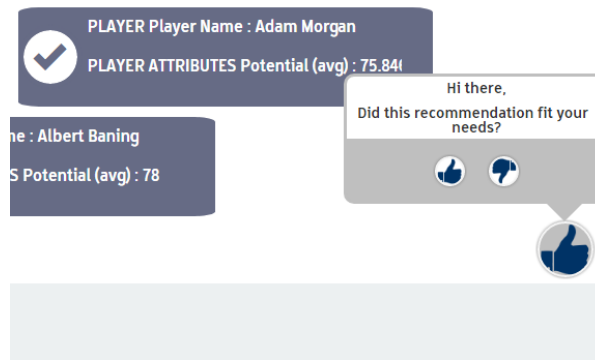 PLAYER Player Name : Adam Morgan
PLAYER ATTRIBUTES Potential (avg) : 75.84
Hi there,
Did this recommendation fit your
needs?
: Albert Baning
S Potential (avg) : 78